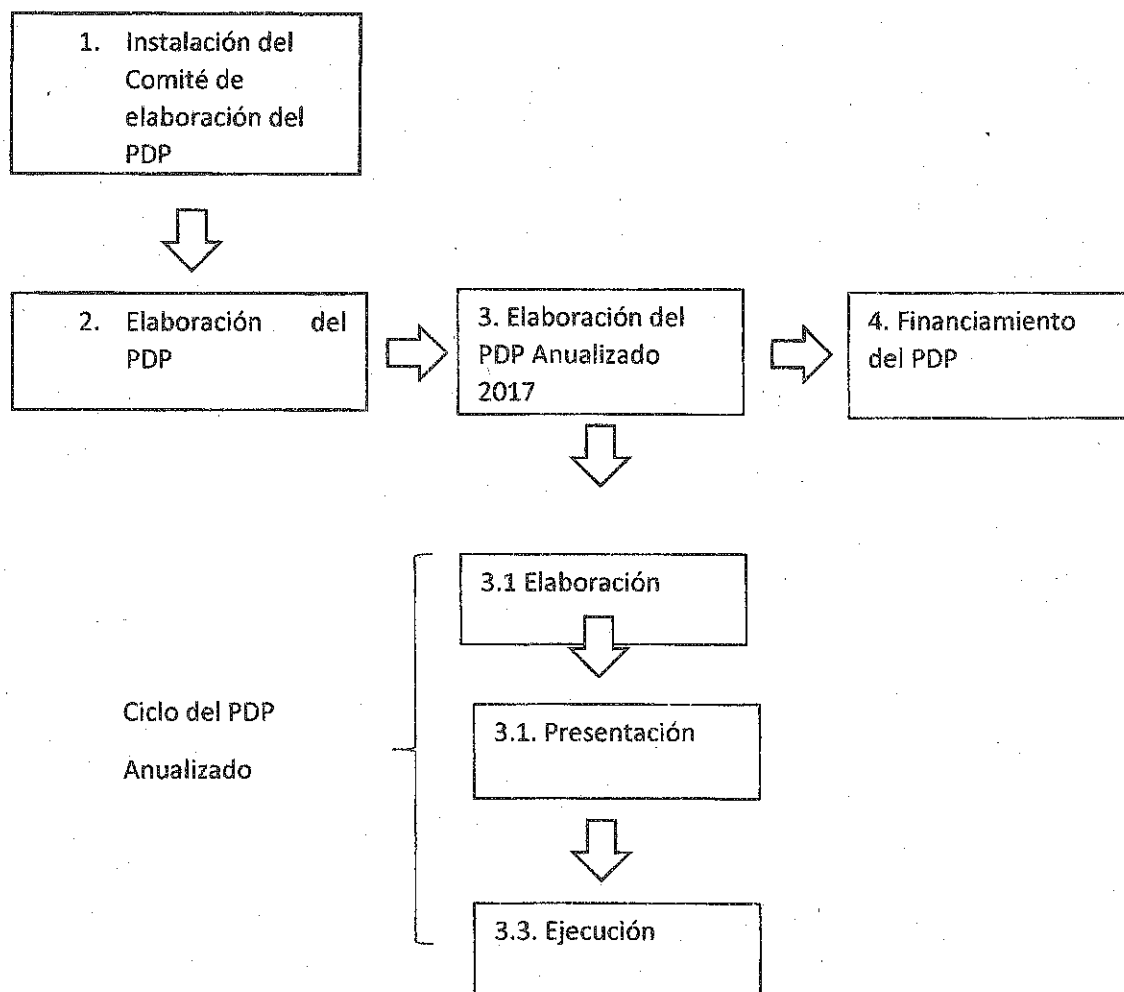 1. Instalación del
Comité de
elaboración del
PDP
2. Elaboración del
PDP
3. Elaboración del
PDP Anualizado
2017
4. Financiamiento
del PDP
3.1 Elaboración
Ciclo del PDP
Anualizado
3.1. Presentación
3.3. Ejecución